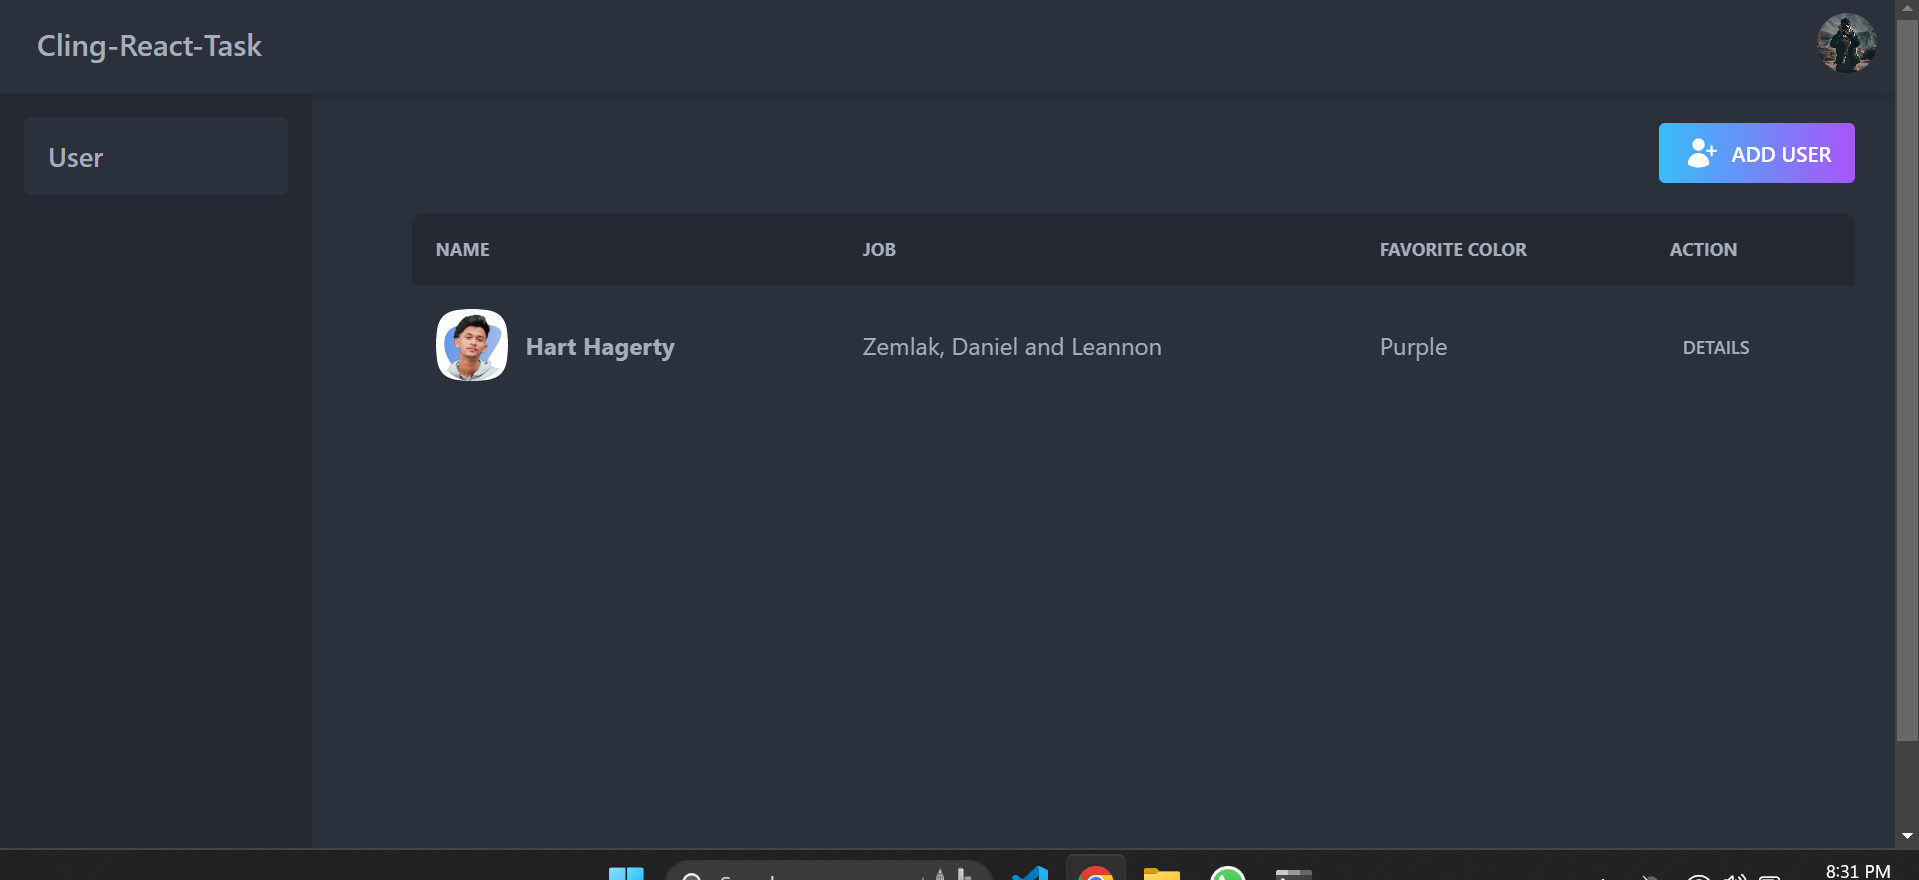 Cling-React-Task
User
ADD USER
NAME JOB FAVORITE COLOR ACTION
Hart Hagerty Zemlak, Daniel and Leannon Purple DETAILS
8:31 PM